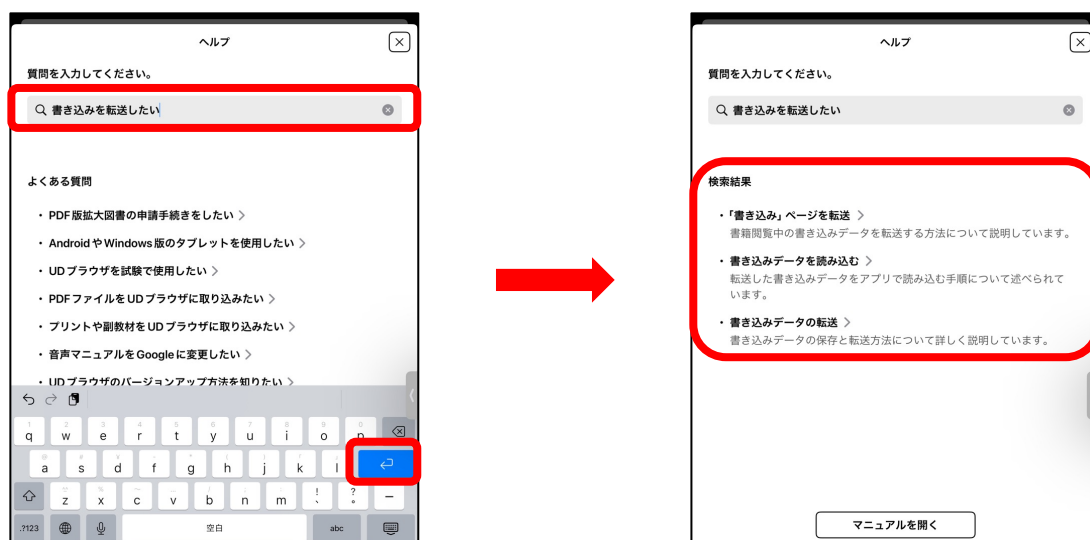 ヘルプ
質問を入力してください。
書き込みを転送したい
よくある質問
・ PDF版拡大図書の申請手続きをしたい >
・ AndroidやWindows版のタブレットを使用したい >
・ UDブラウザを試験で使用したい >
・ PDFファイルをUDブラウザに取り込みたい >
・ プリントや副教材をUDブラウザに取り込みたい >
・ 音声マニュアルをGoogleに変更したい >
・ UDブラウザのバージョンアップ方法を知りたい >
q w e r t y u i o p
a s d f g h j k l
z x c v b n m ! 、 ? 。 ー
.?123 空白 abc
ヘルプ
質問を入力してください。
書き込みを転送したい
検索結果
・「書き込み」ページを転送 >
書籍閲覧中の書き込みデータを転送する方法について説明しています。
・ 書き込みデータを読み込む >
転送した書き込みデータをアプリで読み込む手順について述べられて
います。
・ 書き込みデータの転送 >
書き込みデータの保存と転送方法について詳しく説明しています。
マニュアルを開く